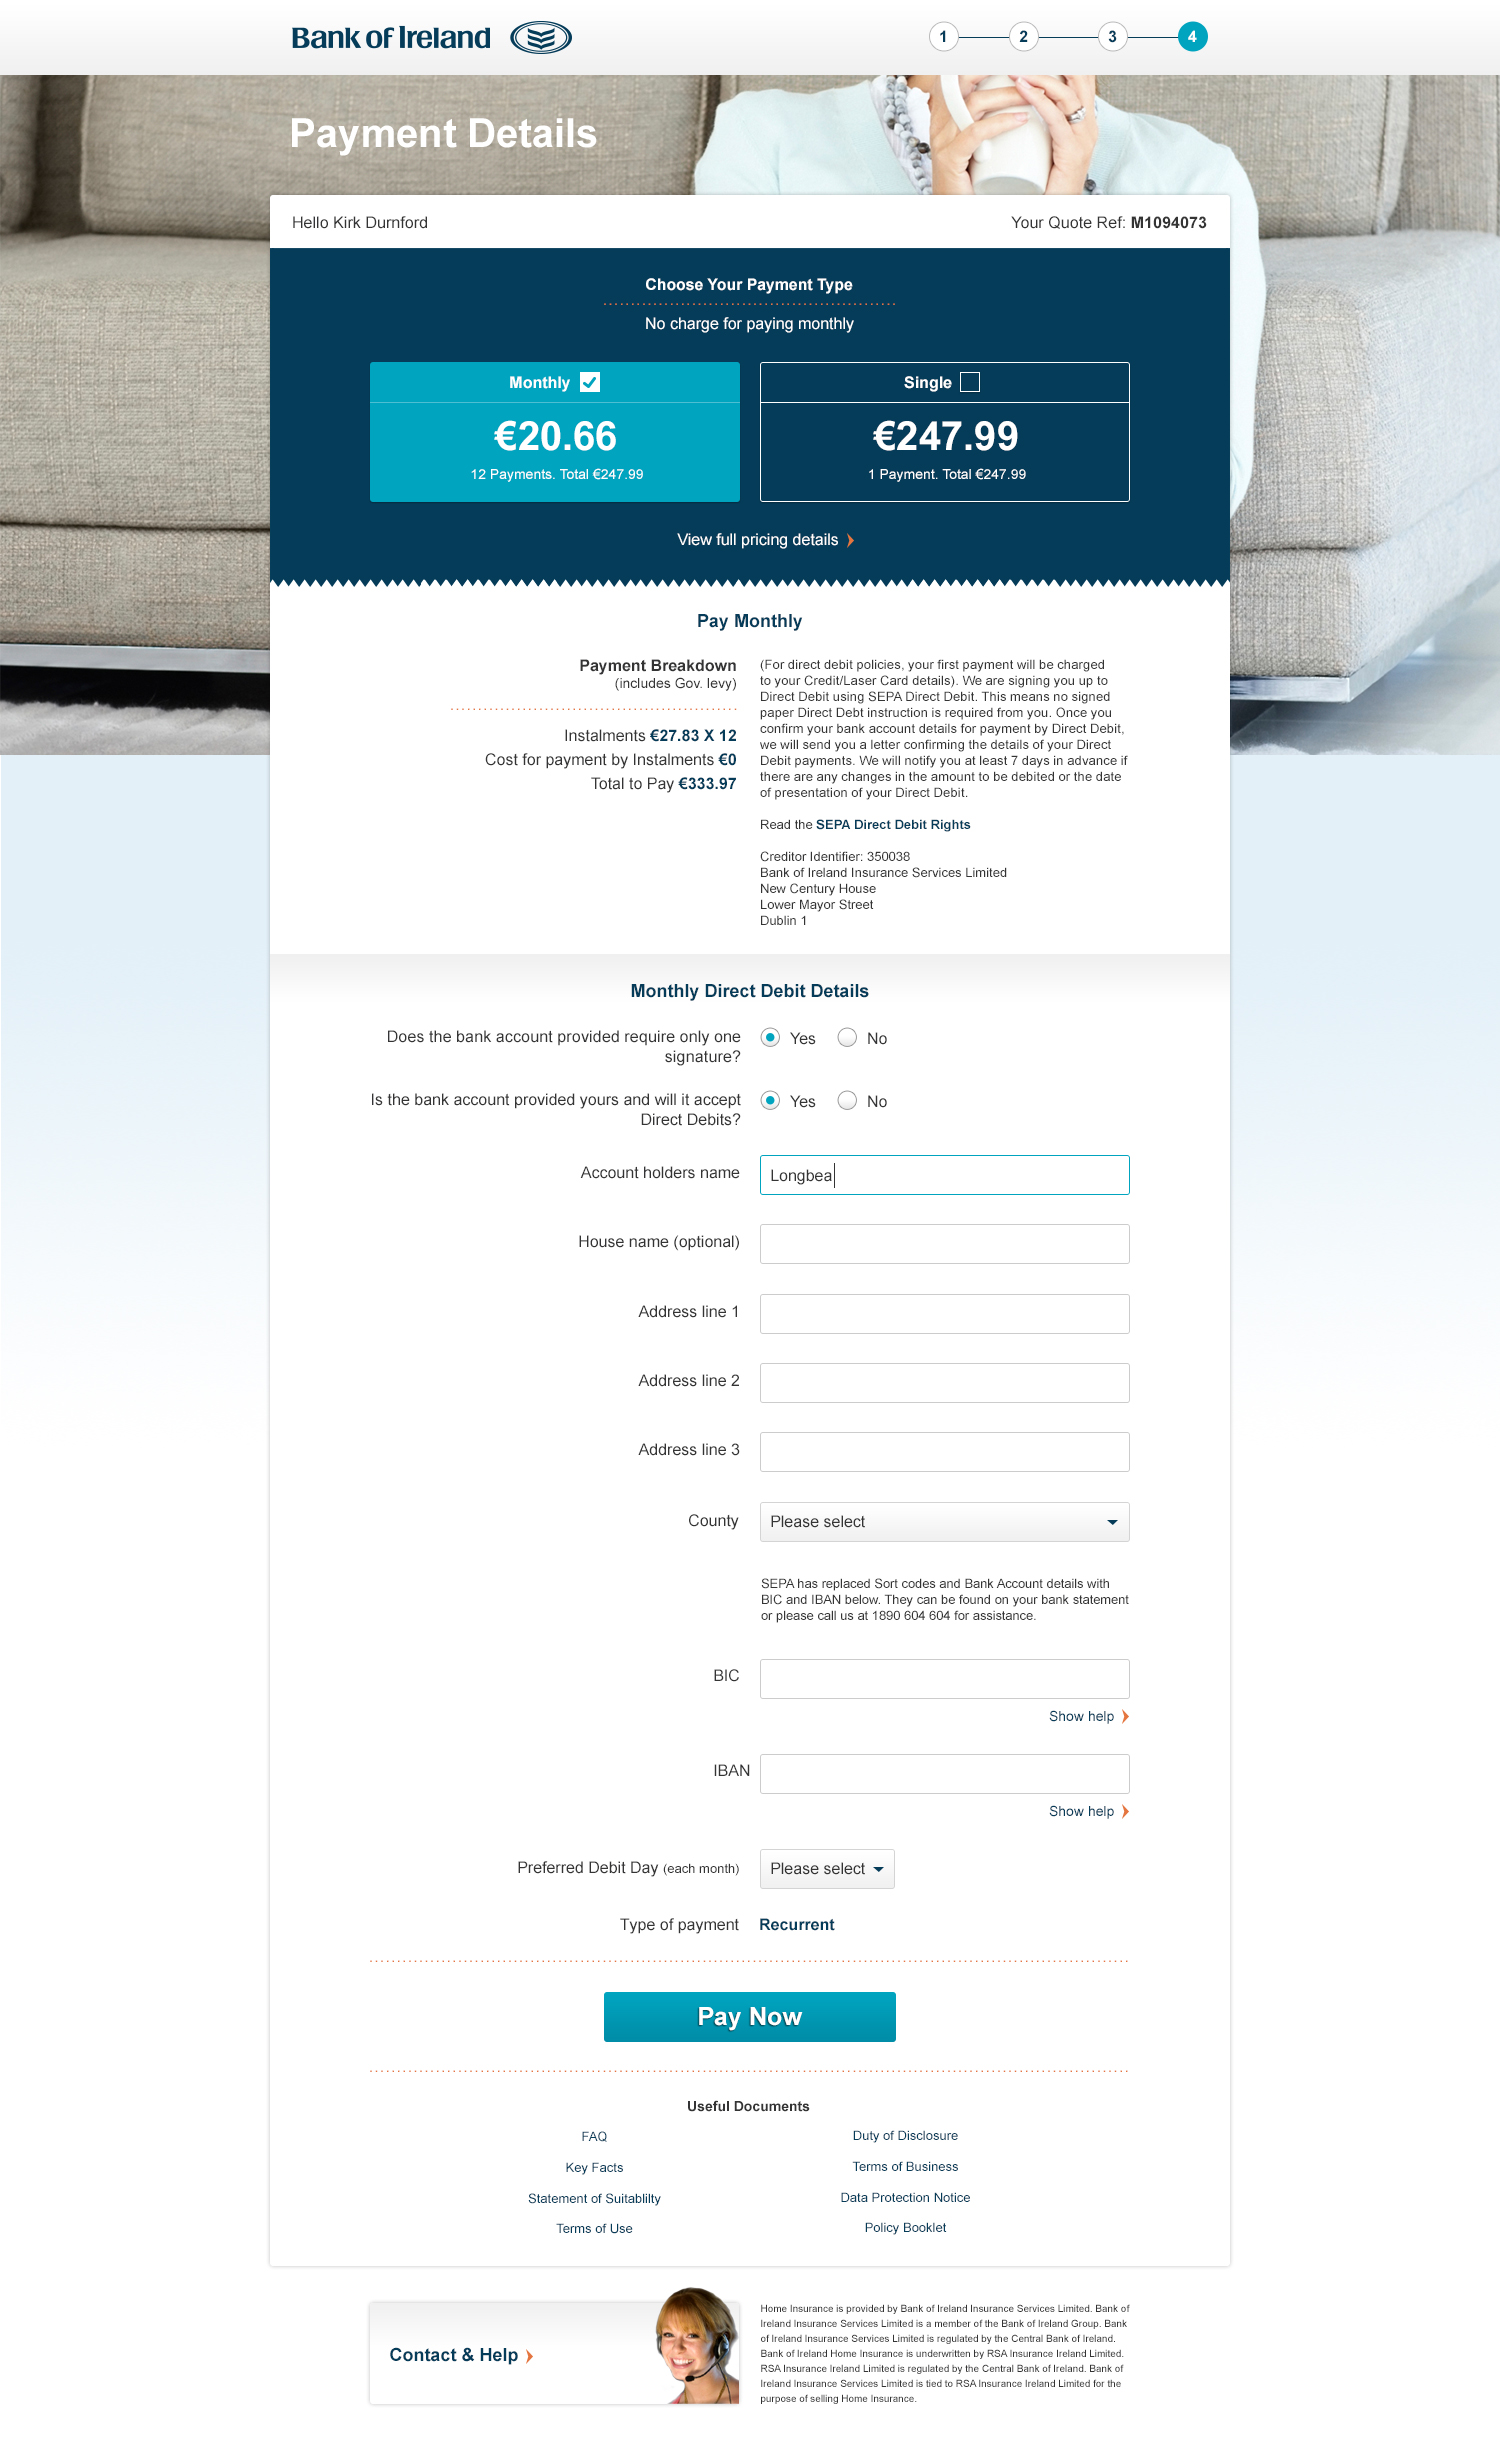 Bank of Ireland
1 2 3 4
Payment Details
Hello Kirk Durnford
Your Quote Ref: M1094073
Choose Your Payment Type
No charge for paying monthly
Monthly
€20.66
12 Payments. Total €247.99
Single
€247.99
1 Payment. Total €247.99
View full pricing details
Pay Monthly
Payment Breakdown
(includes Gov. levy)
Instalments €27.83 X 12
Cost for payment by Instalments €0
Total to Pay €333.97
(For direct debit policies, your first payment will be charged
to your Credit/Laser Card details). We are signing you up to
Direct Debit using SEPA Direct Debit. This means no signed
paper Direct Debt instruction is required from you. Once you
confirm your bank account details for payment by Direct Debit,
we will send you a letter confirming the details of your Direct
Debit payments. We will notify you at least 7 days in advance if
there are any changes in the amount to be debited or the date
of presentation of your Direct Debit.
Read the SEPA Direct Debit Rights
Creditor Identifier: 350038
Bank of Ireland Insurance Services Limited
New Century House
Lower Mayor Street
Dublin 1
Monthly Direct Debit Details
Does the bank account provided require only one
signature?
Yes No
Is the bank account provided yours and will it accept
Direct Debits?
Yes No
Account holders name
Longbea
House name (optional)
Address line 1
Address line 2
Address line 3
County
Please select
SEPA has replaced Sort codes and Bank Account details with
BIC and IBAN below. They can be found on your bank statement
or please call us at 1890 604 604 for assistance.
BIC
Show help
IBAN
Show help
Preferred Debit Day (each month)
Please select
Type of payment
Recurrent
Pay Now
Useful Documents
FAQ
Key Facts
Statement of Suitablilty
Terms of Use
Duty of Disclosure
Terms of Business
Data Protection Notice
Policy Booklet
Contact & Help
Home Insurance is provided by Bank of Ireland Insurance Services Limited. Bank of
Ireland Insurance Services Limited is a member of the Bank of Ireland Group. Bank
of Ireland Insurance Services Limited is regulated by the Central Bank of Ireland.
Bank of Ireland Home Insurance is underwritten by RSA Insurance Ireland Limited.
RSA Insurance Ireland Limited is regulated by the Central Bank of Ireland. Bank of
Ireland Insurance Services Limited is tied to RSA Insurance Ireland Limited for the
purpose of selling Home Insurance.